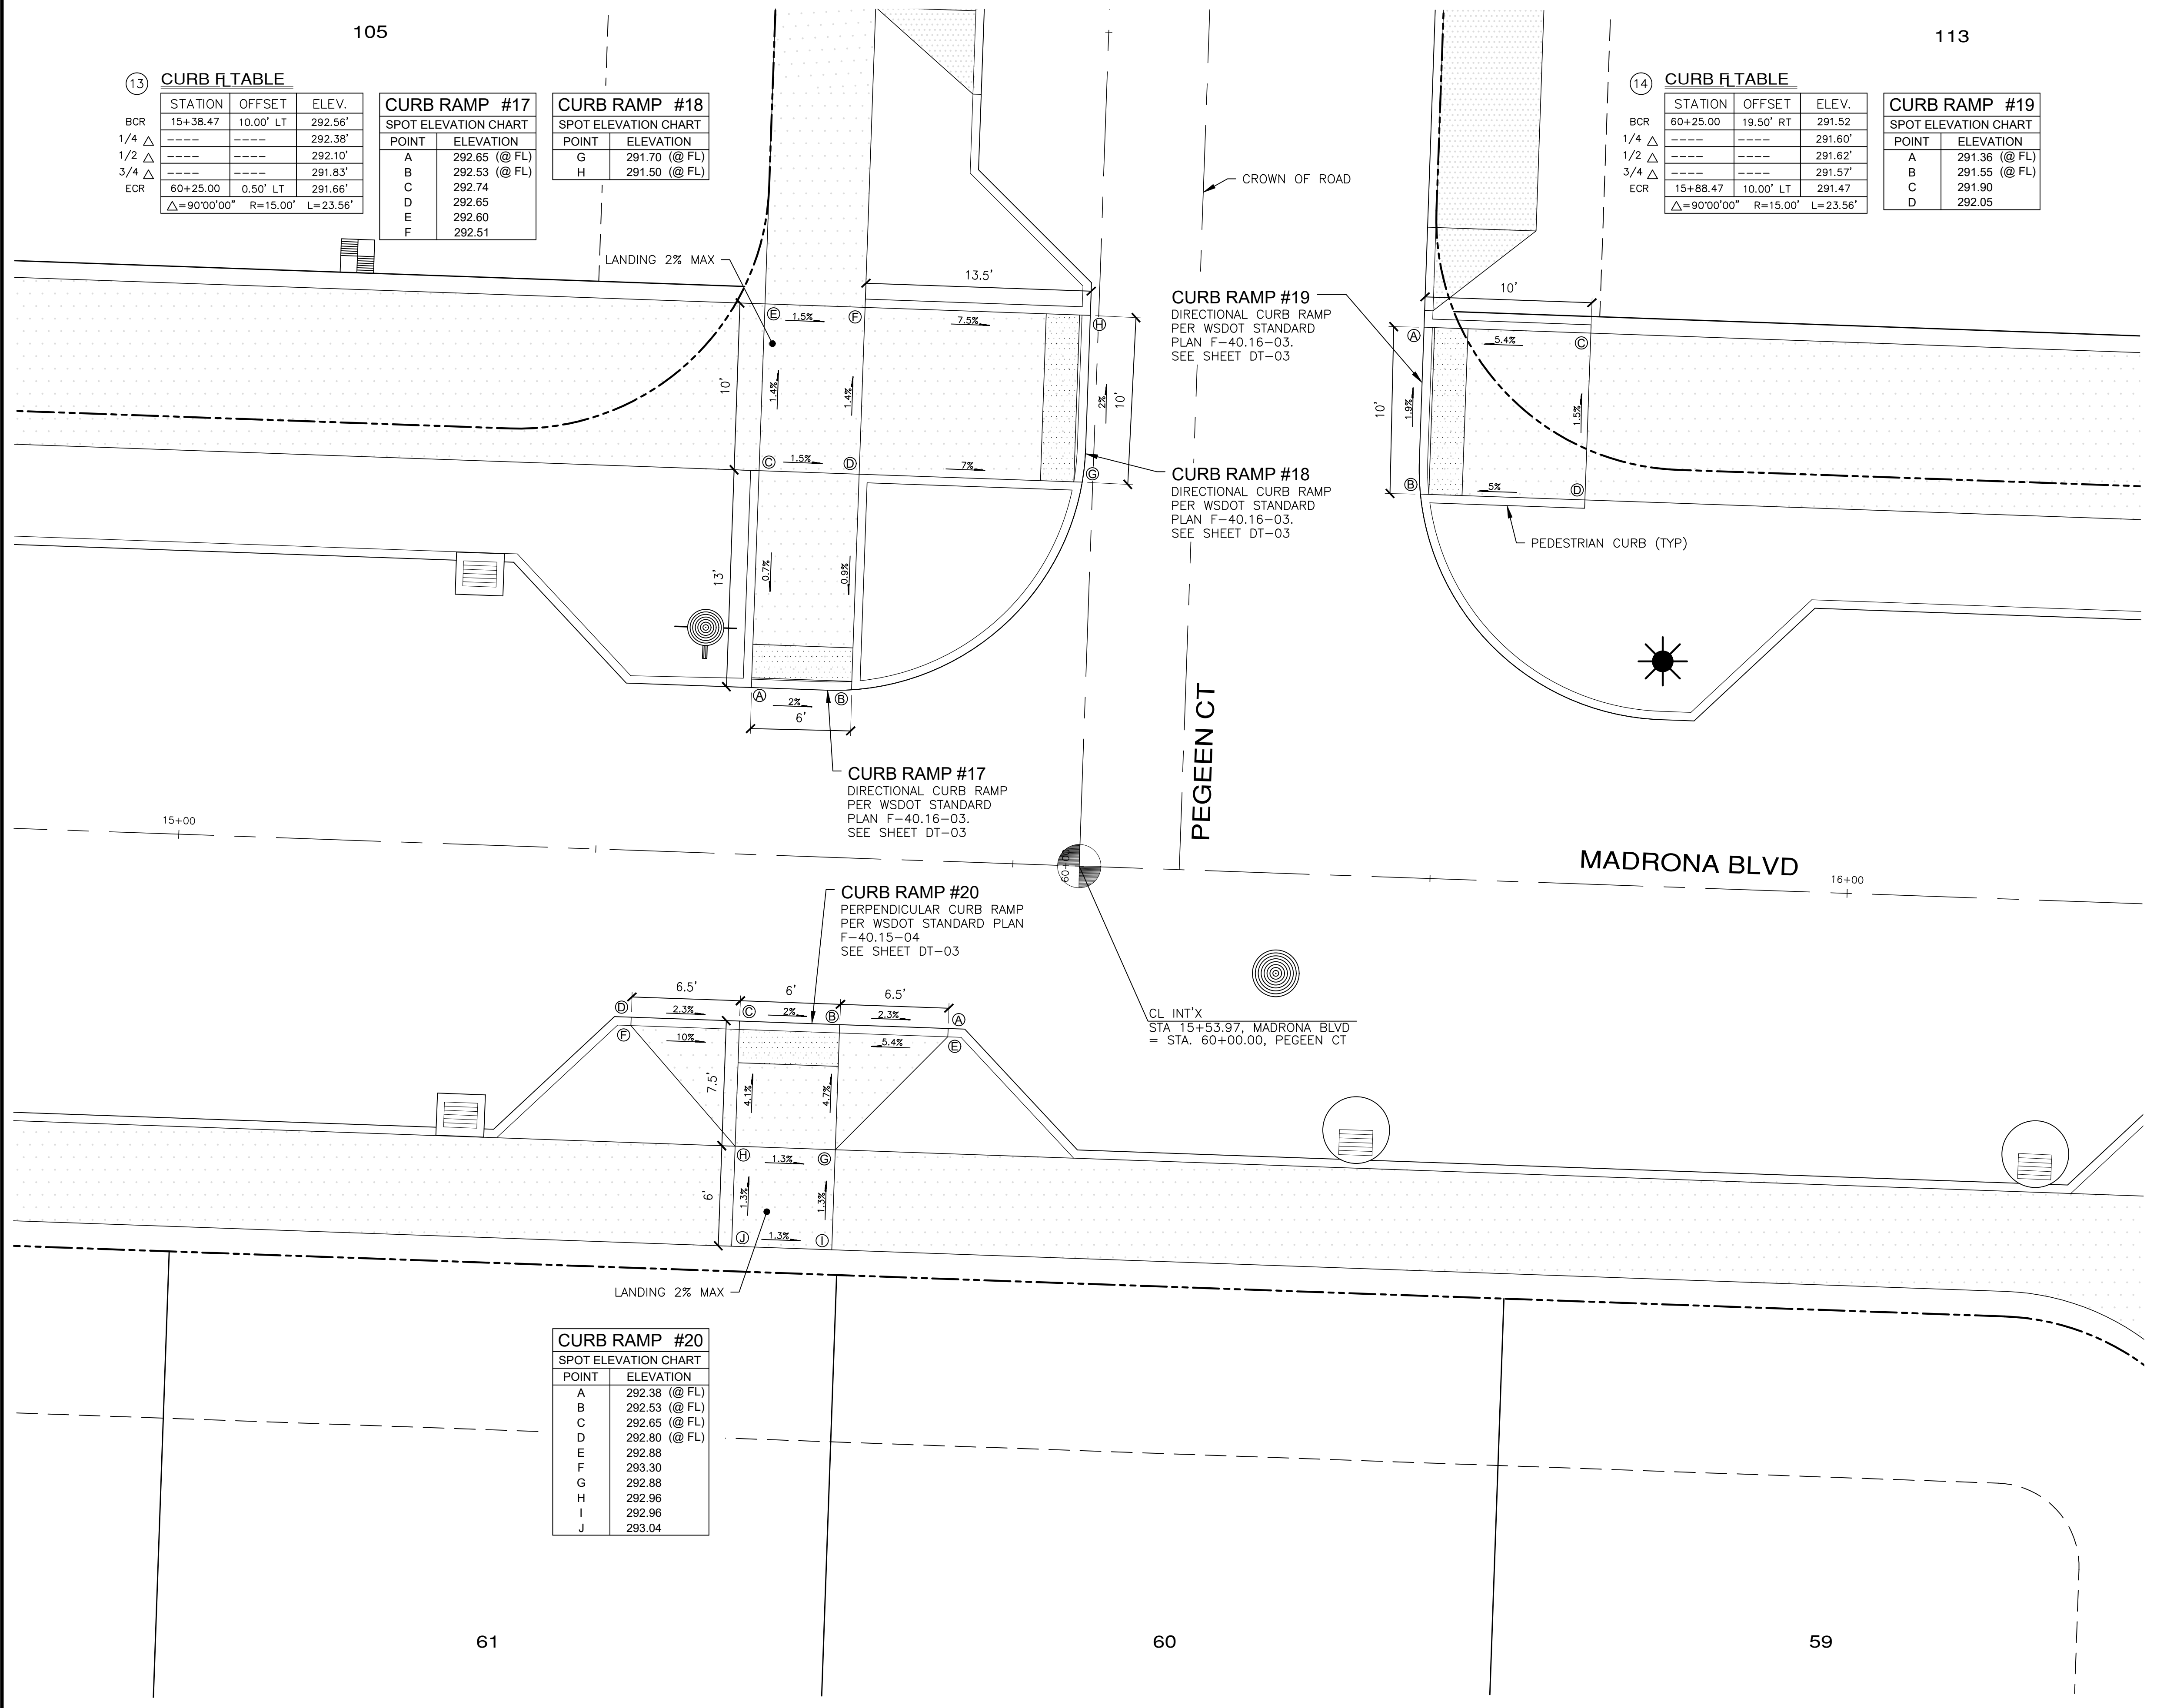 105
113
13 CURB FL TABLE
STATION OFFSET ELEV.
BCR 15+38.47 10.00' LT 292.56'
1/4 △ ---- ---- 292.38'
1/2 △ ---- ---- 292.10'
3/4 △ ---- ---- 291.83'
ECR 60+25.00 0.50' LT 291.66'
△=90°00'00" R=15.00' L=23.56'
CURB RAMP #17
SPOT ELEVATION CHART
POINT ELEVATION
A 292.65 (@ FL)
B 292.53 (@ FL)
C 292.74
D 292.65
E 292.60
F 292.51
CURB RAMP #18
SPOT ELEVATION CHART
POINT ELEVATION
G 291.70 (@ FL)
H 291.50 (@ FL)
14 CURB FL TABLE
STATION OFFSET ELEV.
BCR 60+25.00 19.50' RT 291.52
1/4 △ ---- ---- 291.60'
1/2 △ ---- ---- 291.62'
3/4 △ ---- ---- 291.57'
ECR 15+88.47 10.00' LT 291.47
△=90°00'00" R=15.00' L=23.56'
CURB RAMP #19
SPOT ELEVATION CHART
POINT ELEVATION
A 291.36 (@ FL)
B 291.55 (@ FL)
C 291.90
D 292.05
CROWN OF ROAD
LANDING 2% MAX
13.5'
E 1.5% F
7.5%
H
10'
1.4%
1.4%
2%
10'
C 1.5% D
7%
G
13'
0.7%
0.9%
A
2%
B
6'
CURB RAMP #19
DIRECTIONAL CURB RAMP
PER WSDOT STANDARD
PLAN F-40.16-03.
SEE SHEET DT-03
CURB RAMP #18
DIRECTIONAL CURB RAMP
PER WSDOT STANDARD
PLAN F-40.16-03.
SEE SHEET DT-03
10'
A
5.4%
C
10'
1.9%
1.5%
B
5%
D
PEDESTRIAN CURB (TYP)
CURB RAMP #17
DIRECTIONAL CURB RAMP
PER WSDOT STANDARD
PLAN F-40.16-03.
SEE SHEET DT-03
PEGEEN CT
15+00
60+00
MADRONA BLVD
16+00
CURB RAMP #20
PERPENDICULAR CURB RAMP
PER WSDOT STANDARD PLAN
F-40.15-04
SEE SHEET DT-03
6.5'
6'
6.5'
D
2.3%
C
2%
B
2.3%
A
F
10%
5.4%
E
7.5'
4.1%
4.7%
H
1.3%
G
6'
1.3%
1.3%
J
1.3%
I
LANDING 2% MAX
CL INT'X
STA 15+53.97, MADRONA BLVD
= STA. 60+00.00, PEGEEN CT
CURB RAMP #20
SPOT ELEVATION CHART
POINT ELEVATION
A 292.38 (@ FL)
B 292.53 (@ FL)
C 292.65 (@ FL)
D 292.80 (@ FL)
E 292.88
F 293.30
G 292.88
H 292.96
I 292.96
J 293.04
61
60
59